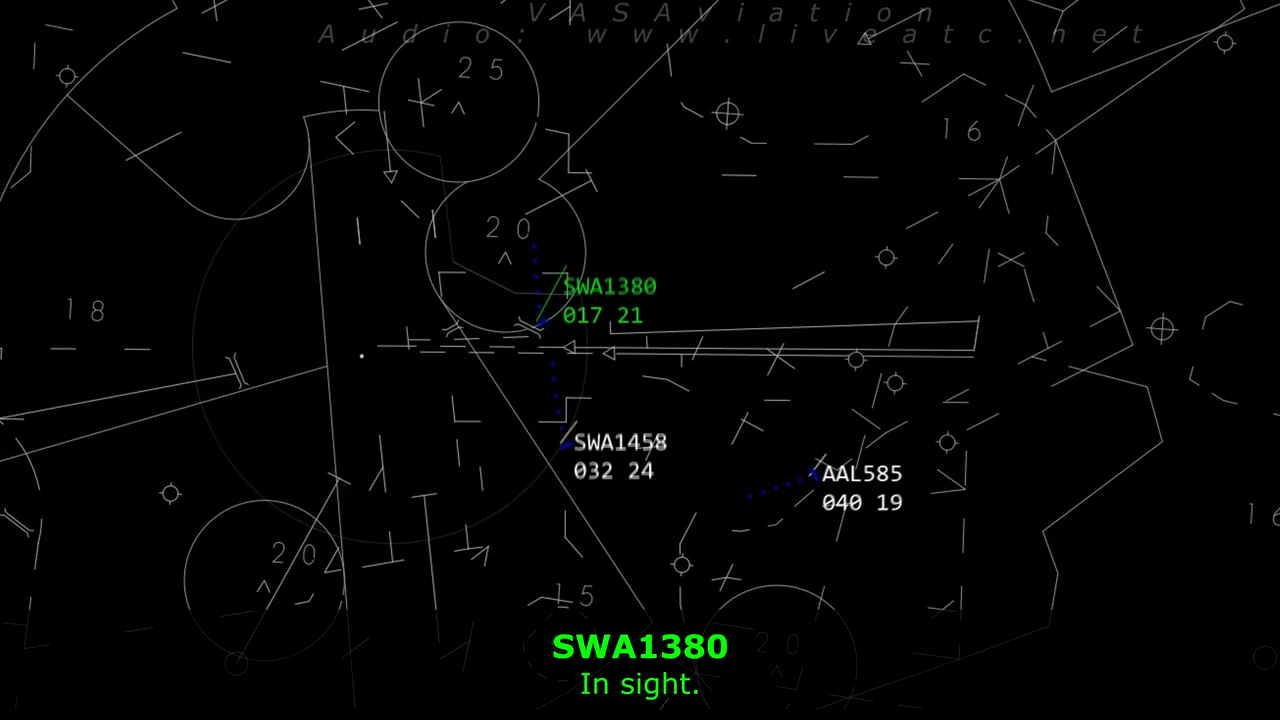 VASAviation
Audio: www.liveatc.net
25
16
20
SWA1380
017 21
18
SWA1458
032 24
AAL585
040 19
20
15
20
SWA1380
In sight.